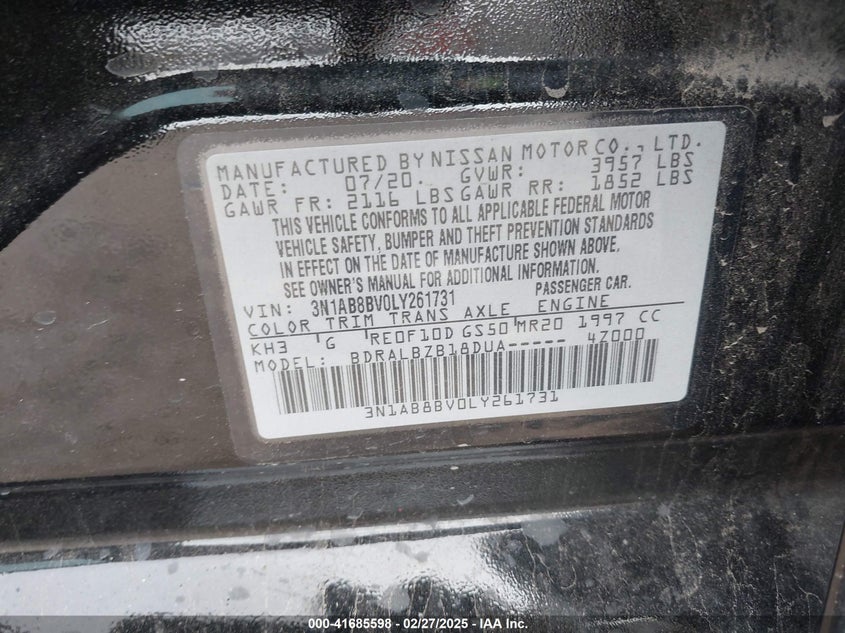 MANUFACTURED BY NISSAN MOTOR CO., LTD.
DATE: 07/20. GVWR: 3957 LBS
GAWR FR: 2116 LBS GAWR RR: 1852 LBS
THIS VEHICLE CONFORMS TO ALL APPLICABLE FEDERAL MOTOR
VEHICLE SAFETY, BUMPER AND THEFT PREVENTION STANDARDS
IN EFFECT ON THE DATE OF MANUFACTURE SHOWN ABOVE.
SEE OWNER'S MANUAL FOR ADDITIONAL INFORMATION.
VIN: 3N1AB8BV0LY261731 PASSENGER CAR.
COLOR TRIM TRANS AXLE ENGINE
KH3 G RE0F10D GS50 MR20 1997 CC
MODEL: BDRALBZB18DUA----- 4Z000
3N1AB8BV0LY261731
000-41685598 - 02/27/2025 - IAA Inc.